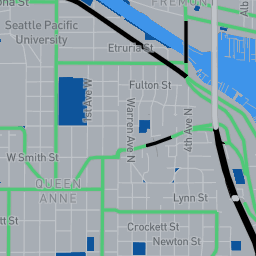 FREMONT
Seattle Pacific
University
Etruria St
Fulton St
1st Ave W
Warren Ave N
4th Ave N
W Smith St
QUEEN
ANNE
Lynn St
Crockett St
Newton St